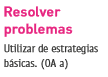 Resolver
problemas
Utilizar de estrategias
básicas. (OA a)